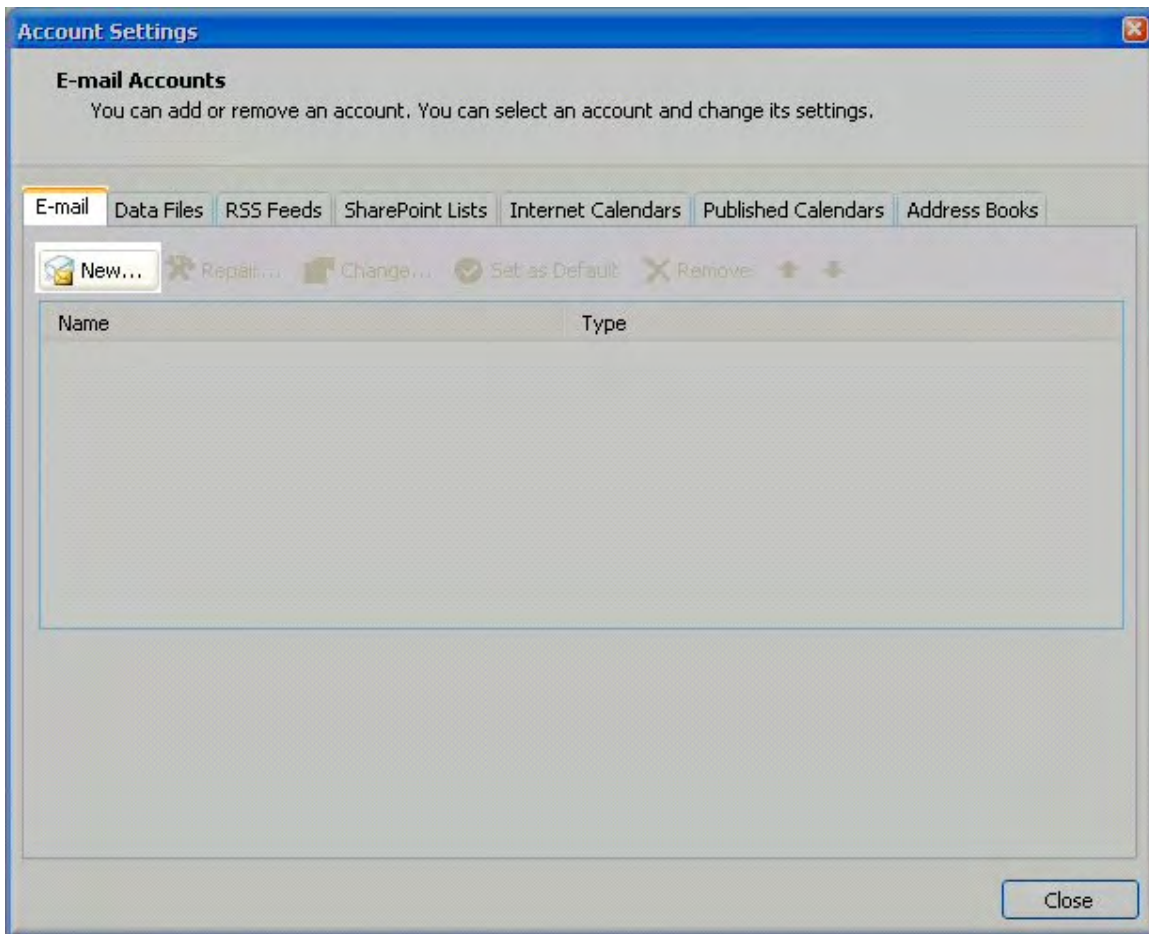 Account Settings
E-mail Accounts
You can add or remove an account. You can select an account and change its settings.
E-mail Data Files RSS Feeds SharePoint Lists Internet Calendars Published Calendars Address Books
New... Repair... Change... Set as Default Remove
Name Type
Close